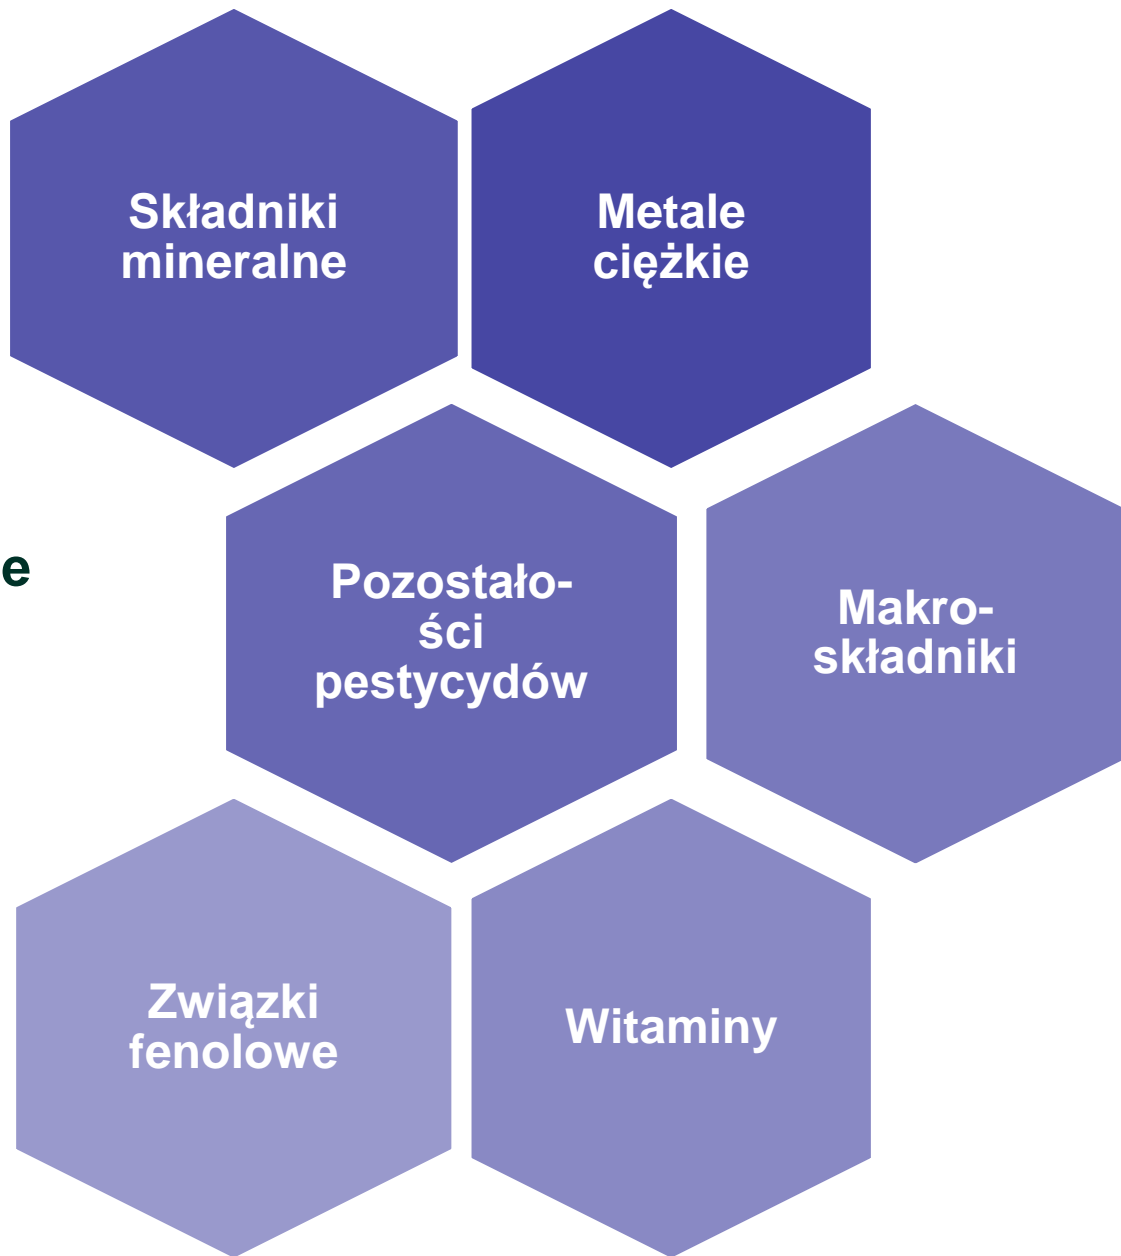 Składniki
mineralne
Metale
ciężkie
e
Pozostało-
ści
pestycydów
Makro-
składniki
Związki
fenolowe
Witaminy